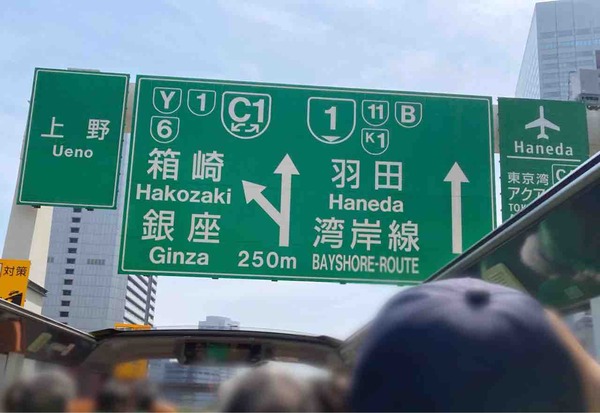 上野
Ueno
Y 1 C1
6
箱崎
Hakozaki
銀座
Ginza
250m
1 11 B
K1
羽田
Haneda
湾岸線
BAYSHORE-ROUTE
Haneda
東京湾
アク
対策